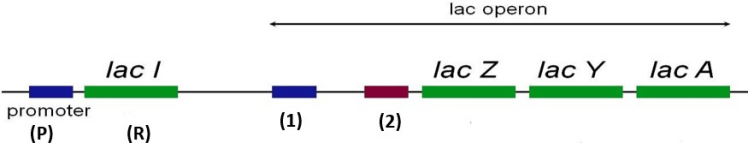 lac operon
lac I lac Z lac Y lac A
promoter
(P) (R) (1) (2)